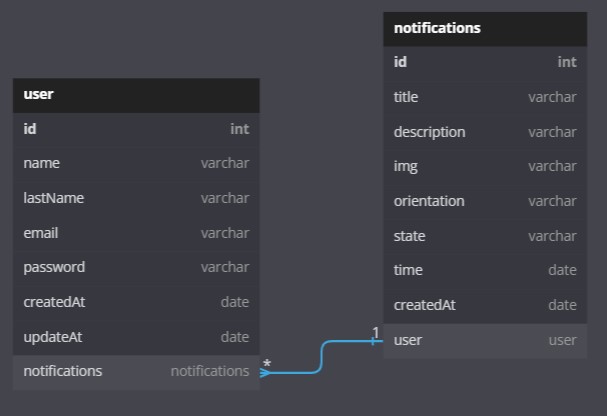 user
id int
name varchar
lastName varchar
email varchar
password varchar
createdAt date
updateAt date
notifications notifications
*
1
notifications
id int
title varchar
description varchar
img varchar
orientation varchar
state varchar
time date
createdAt date
user user